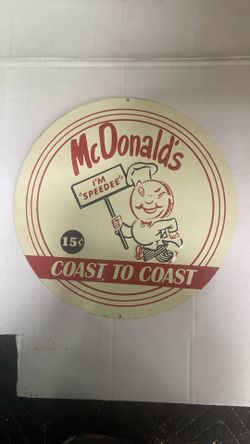 McDonald's
I'M
"SPEEDEE"
15¢
COAST TO COAST